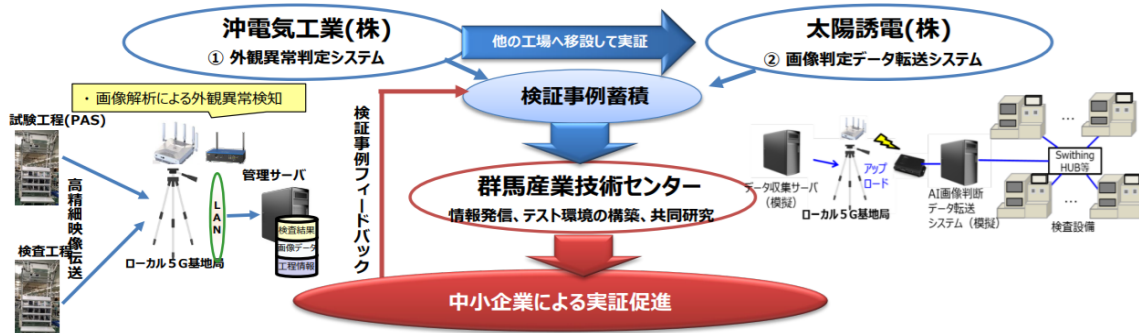 沖電気工業(株)
① 外観異常判定システム
他の工場へ移設して実証
太陽誘電(株)
② 画像判定データ転送システム
・ 画像解析による外観異常検知
試験工程(PAS)
高精細映像伝送
検査工程
ローカル５G基地局
LAN
管理サーバ
検査結果
画像データ
工程情報
検証事例フィードバック
検証事例蓄積
群馬産業技術センター
情報発信、テスト環境の構築、共同研究
中小企業による実証促進
データ収集サーバ
（模擬）
ローカル5G基地局
アップ
ロード
AI画像判断
データ転送
システム（模擬）
…
Swithing
HUB等
…
検査設備